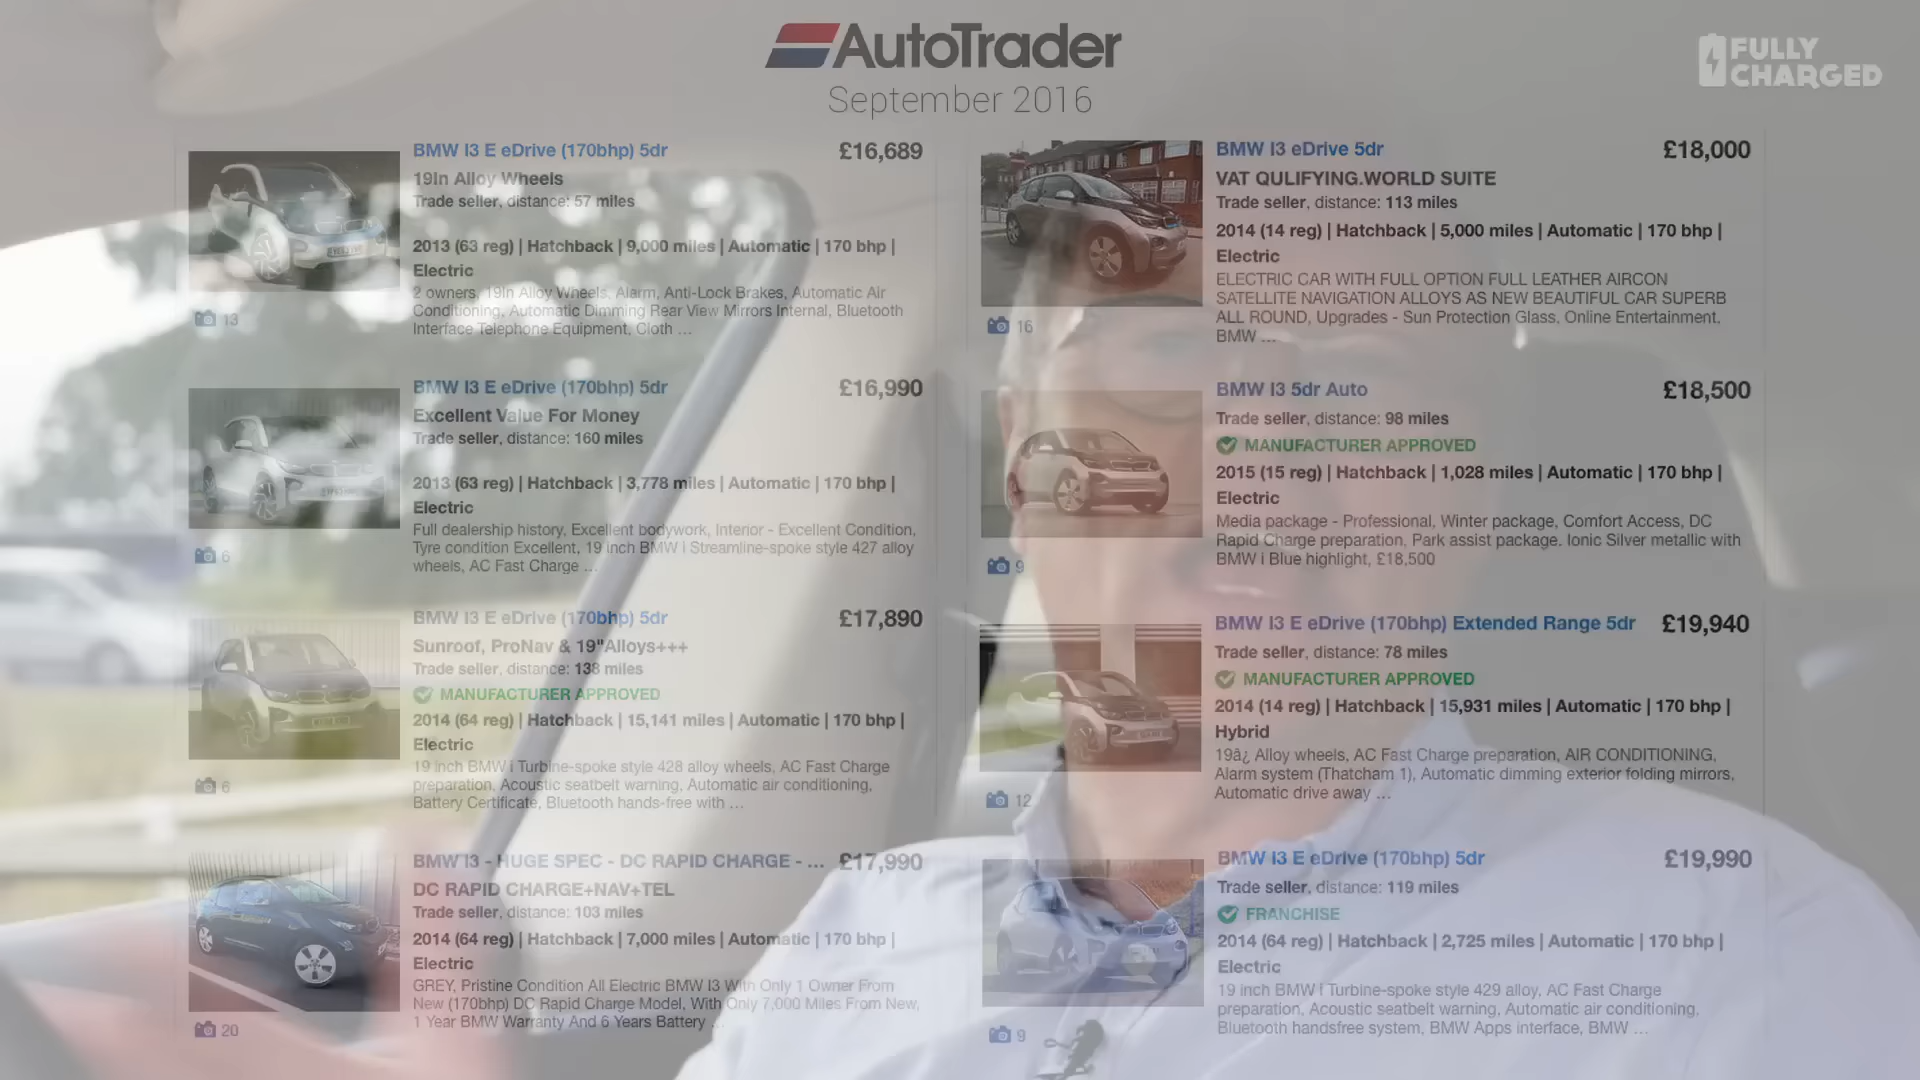 AutoTrader
September 2016
FULLY
CHARGED
BMW I3 E eDrive (170bhp) 5dr
£16,689
19In Alloy Wheels
Trade seller, distance: 57 miles
2013 (63 reg) | Hatchback | 9,000 miles | Automatic | 170 bhp |
Electric
2 owners, 19In Alloy Wheels, Alarm, Anti-Lock Brakes, Automatic Air
Conditioning, Automatic Dimming Rear View Mirrors Internal, Bluetooth
Interface Telephone Equipment, Cloth ...
13
BMW I3 E eDrive (170bhp) 5dr
£16,990
Excellent Value For Money
Trade seller, distance: 160 miles
2013 (63 reg) | Hatchback | 3,778 miles | Automatic | 170 bhp |
Electric
Full dealership history, Excellent bodywork, Interior - Excellent Condition,
Tyre condition Excellent, 19 inch BMW i Streamline-spoke style 427 alloy
wheels, AC Fast Charge ...
6
BMW I3 E eDrive (170bhp) 5dr
£17,890
Sunroof, ProNav & 19"Alloys+++
Trade seller, distance: 138 miles
MANUFACTURER APPROVED
2014 (64 reg) | Hatchback | 15,141 miles | Automatic | 170 bhp |
Electric
19 inch BMW i Turbine-spoke style 428 alloy wheels, AC Fast Charge
preparation, Acoustic seatbelt warning, Automatic air conditioning,
Battery Certificate, Bluetooth hands-free with ...
6
BMW I3 - HUGE SPEC - DC RAPID CHARGE - ...
£17,990
DC RAPID CHARGE+NAV+TEL
Trade seller, distance: 103 miles
2014 (64 reg) | Hatchback | 7,000 miles | Automatic | 170 bhp |
Electric
GREY, Pristine Condition All Electric BMW I3 With Only 1 Owner From
New (170bhp) DC Rapid Charge Model, With Only 7,000 Miles From New,
1 Year BMW Warranty And 6 Years Battery ...
20
BMW I3 eDrive 5dr
£18,000
VAT QULIFYING.WORLD SUITE
Trade seller, distance: 113 miles
2014 (14 reg) | Hatchback | 5,000 miles | Automatic | 170 bhp |
Electric
ELECTRIC CAR WITH FULL OPTION FULL LEATHER AIRCON
SATELLITE NAVIGATION ALLOYS AS NEW BEAUTIFUL CAR SUPERB
ALL ROUND, Upgrades - Sun Protection Glass, Online Entertainment,
BMW ...
16
BMW I3 5dr Auto
£18,500
Trade seller, distance: 98 miles
MANUFACTURER APPROVED
2015 (15 reg) | Hatchback | 1,028 miles | Automatic | 170 bhp |
Electric
Media package - Professional, Winter package, Comfort Access, DC
Rapid Charge preparation, Park assist package. Ionic Silver metallic with
BMW i Blue highlight, £18,500
9
BMW I3 E eDrive (170bhp) Extended Range 5dr
£19,940
Trade seller, distance: 78 miles
MANUFACTURER APPROVED
2014 (14 reg) | Hatchback | 15,931 miles | Automatic | 170 bhp |
Hybrid
19â¿ Alloy wheels, AC Fast Charge preparation, AIR CONDITIONING,
Alarm system (Thatcham 1), Automatic dimming exterior folding mirrors,
Automatic drive away ...
12
BMW I3 E eDrive (170bhp) 5dr
£19,990
Trade seller, distance: 119 miles
FRANCHISE
2014 (64 reg) | Hatchback | 2,725 miles | Automatic | 170 bhp |
Electric
19 inch BMW i Turbine-spoke style 429 alloy, AC Fast Charge
preparation, Acoustic seatbelt warning, Automatic air conditioning,
Bluetooth handsfree system, BMW Apps interface, BMW ...
9